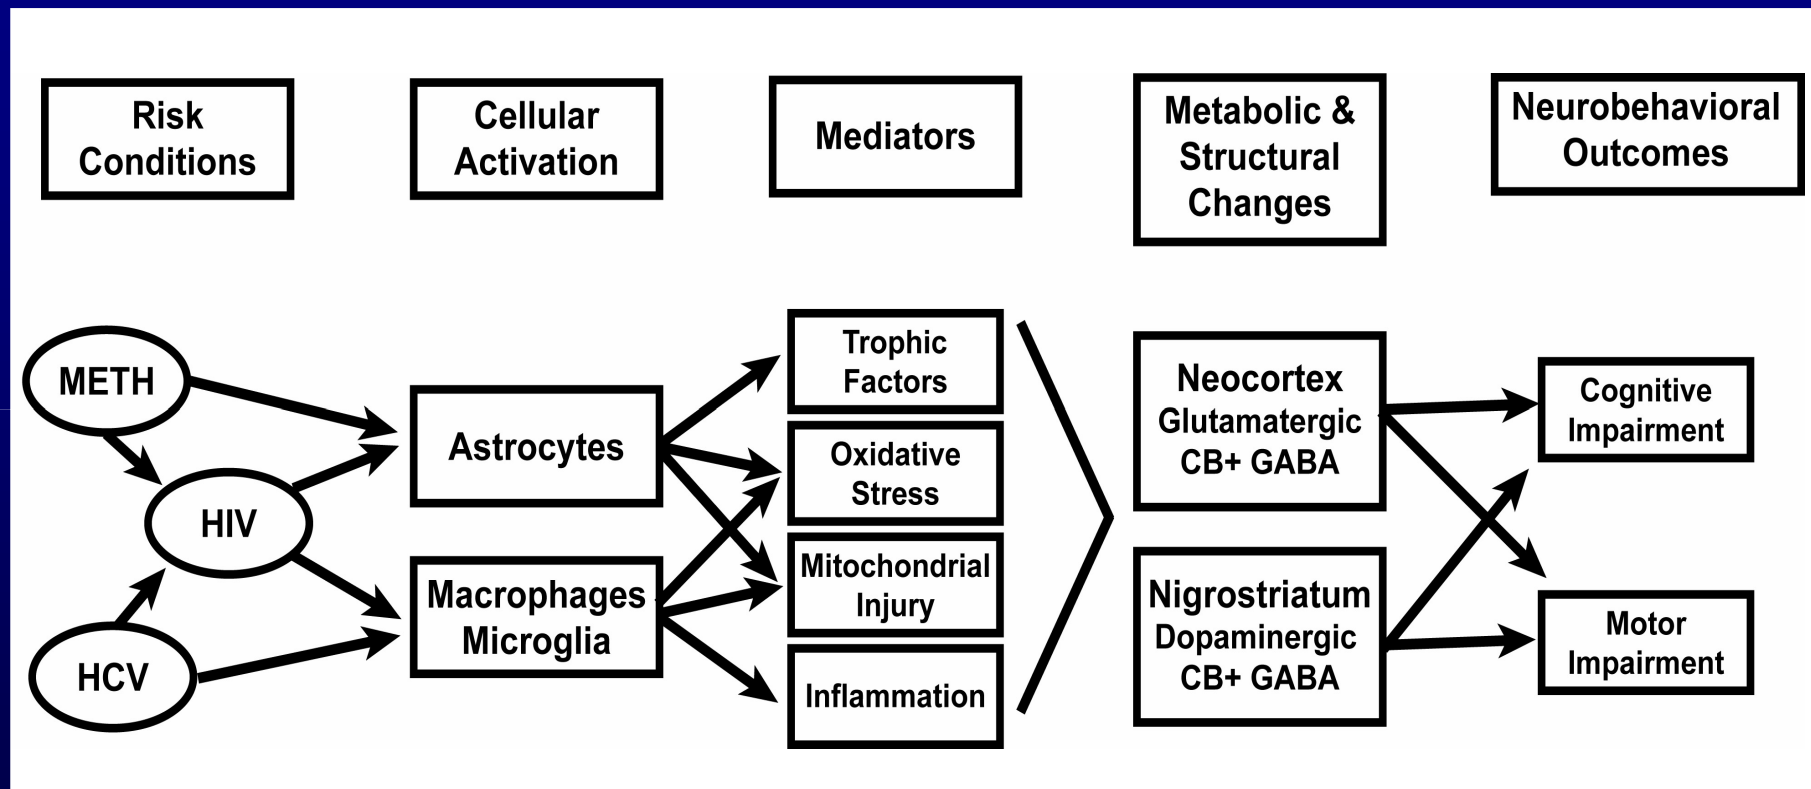 Risk
Conditions
Cellular
Activation
Mediators
Metabolic &
Structural
Changes
Neurobehavioral
Outcomes
METH
HIV
HCV
Astrocytes
Macrophages
Microglia
Trophic
Factors
Oxidative
Stress
Mitochondrial
Injury
Inflammation
Neocortex
Glutamatergic
CB+ GABA
Nigrostriatum
Dopaminergic
CB+ GABA
Cognitive
Impairment
Motor
Impairment